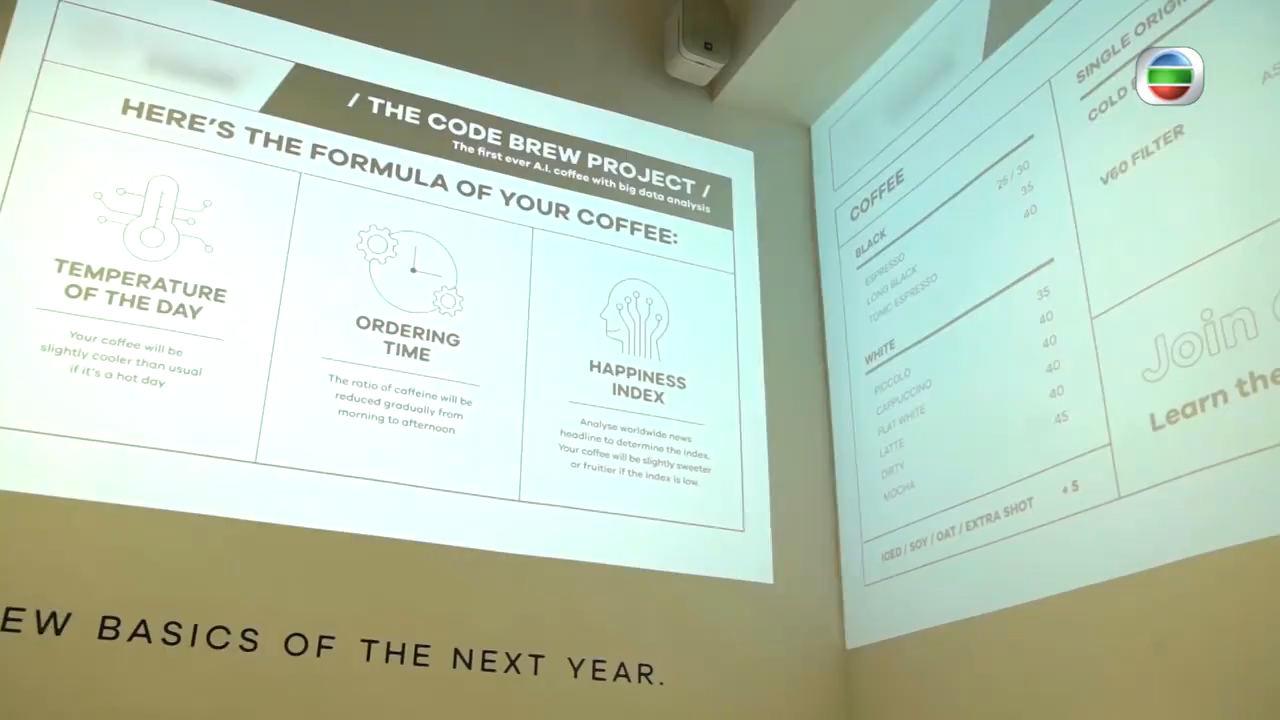 / THE CODE BREW PROJECT /
The first ever A.I. coffee with big data analysis
HERE'S THE FORMULA OF YOUR COFFEE:
TEMPERATURE
OF THE DAY
Your coffee will be
slightly cooler than usual
if it's a hot day
ORDERING
TIME
The ratio of caffeine will be
reduced gradually from
morning to afternoon
HAPPINESS
INDEX
Analyse worldwide news
headline to determine the index.
Your coffee will be slightly sweeter
or fruitier if the index is low.
EW BASICS OF THE NEXT YEAR.
COFFEE
BLACK
ESPRESSO 26 / 30
LONG BLACK 35
TONIC ESPRESSO 40
WHITE
PICCOLO 35
CAPPUCCINO 40
FLAT WHITE 40
LATTE 40
DIRTY 40
MOCHA 45
ICED / SOY / OAT / EXTRA SHOT + 5
SINGLE ORIGI
COLD
V60 FILTER
AS
Join
Learn the